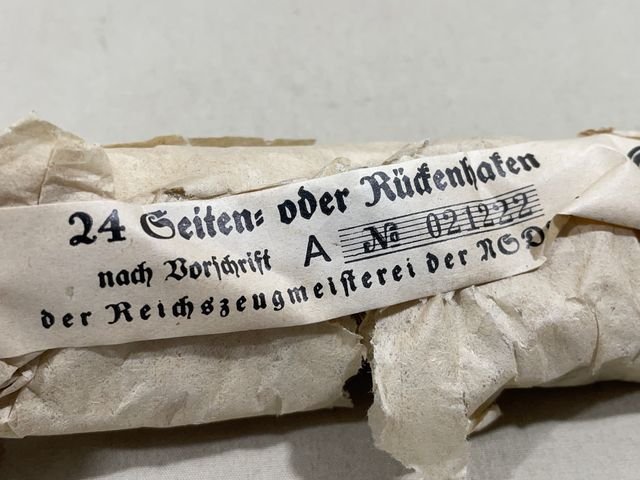 24 Seiten= oder Rückenhaken
nach Vorschrift A № 021222
der Reichszeugmeisterei der NSD